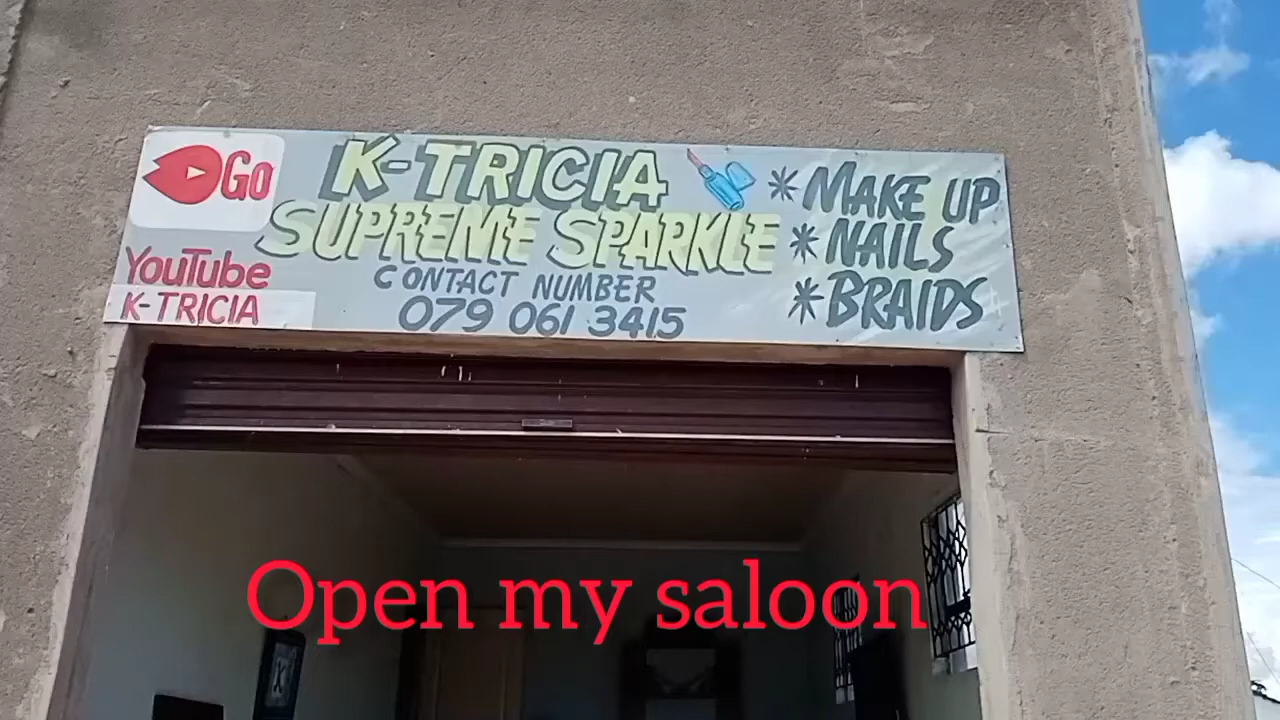 Go
YouTube
K-TRICIA
K-TRICIA
SUPREME SPARKLE
CONTACT NUMBER
079 061 3415
* MAKE UP
* NAILS
* BRAIDS
Open my saloon